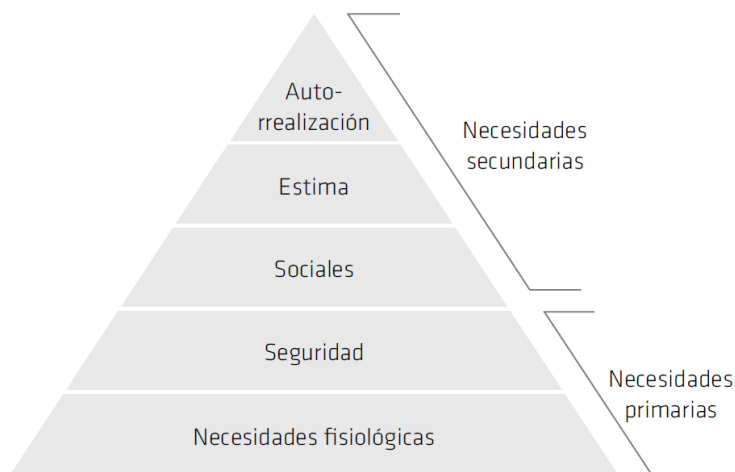 Auto-
rrealización
Necesidades
secundarias
Estima
Sociales
Seguridad
Necesidades
primarias
Necesidades fisiológicas